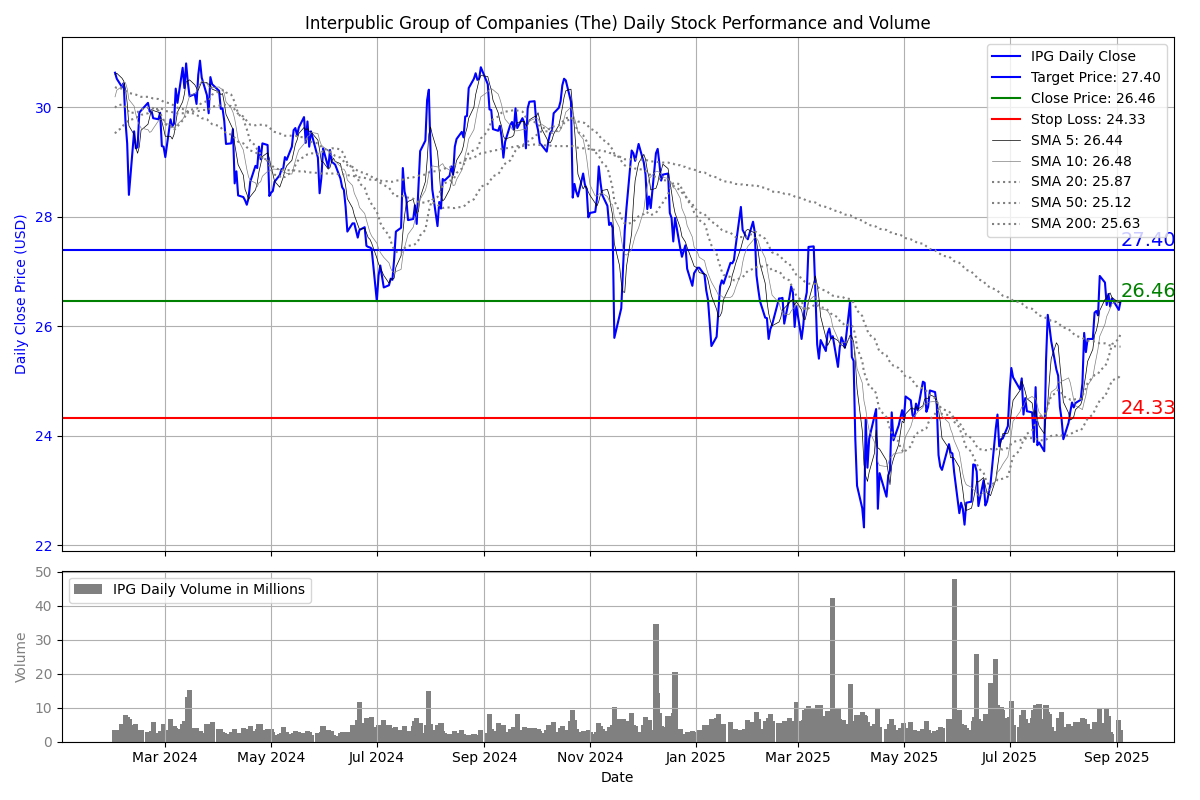 Interpublic Group of Companies (The) Daily Stock Performance and Volume
Daily Close Price (USD)
30
28
26
24
22
IPG Daily Close
Target Price: 27.40
Close Price: 26.46
Stop Loss: 24.33
SMA 5: 26.44
SMA 10: 26.48
SMA 20: 25.87
SMA 50: 25.12
SMA 200: 25.63
27.40
26.46
24.33
Volume
50
40
30
20
10
0
IPG Daily Volume in Millions
Mar 2024
May 2024
Jul 2024
Sep 2024
Nov 2024
Jan 2025
Mar 2025
May 2025
Jul 2025
Sep 2025
Date